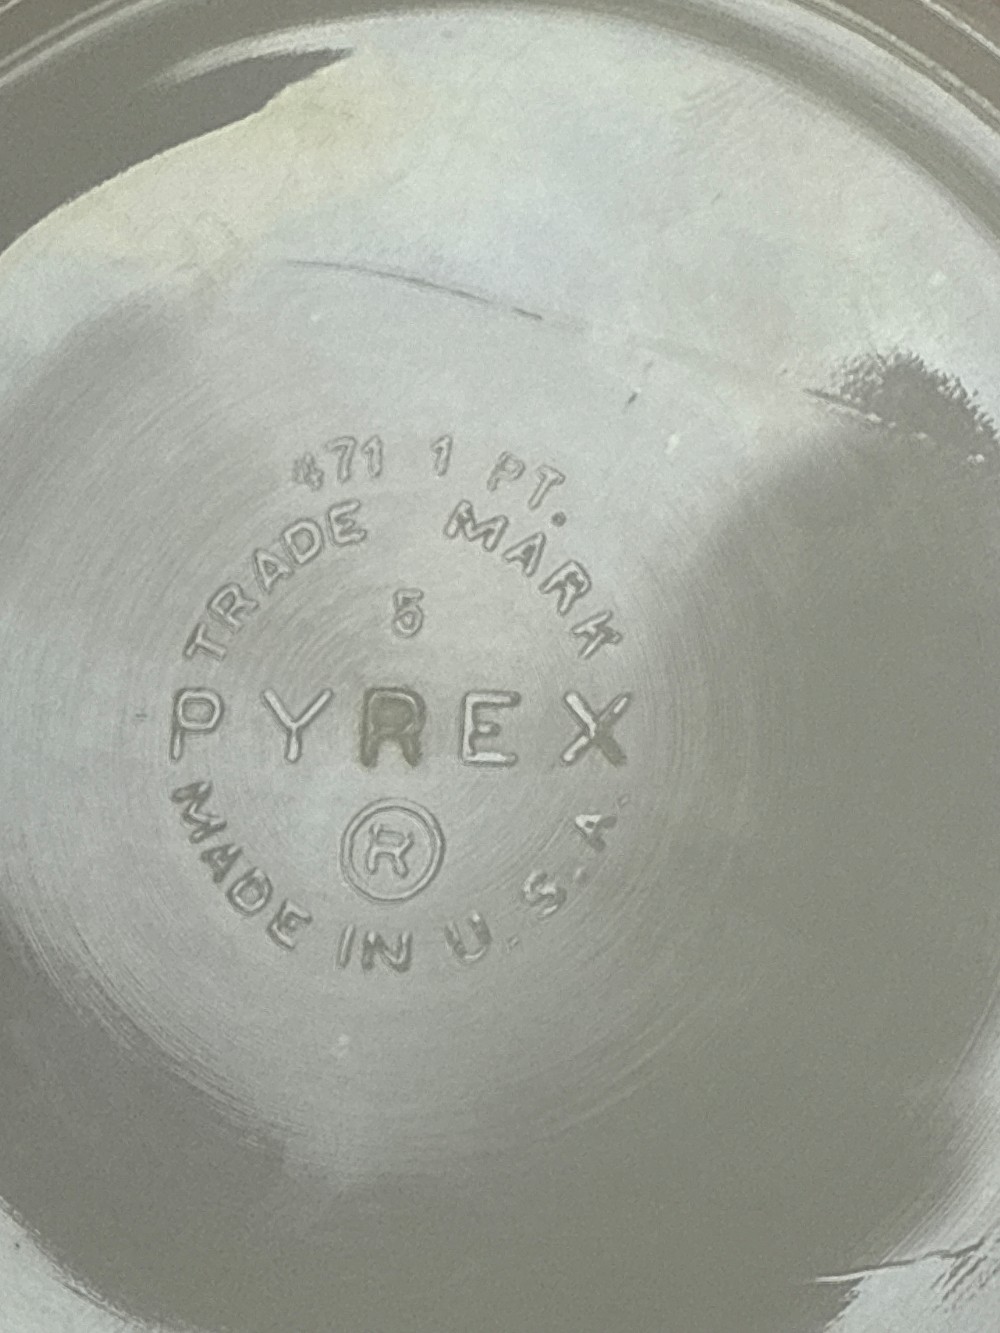 471 1 PT.
TRADE MARK
5
PYREX
®
MADE IN U.S.A.